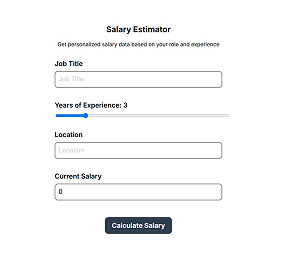 Salary Estimator
Get personalized salary data based on your role and experience
Job Title
Job Title
Years of Experience: 3
Location
Location
Current Salary
0
Calculate Salary